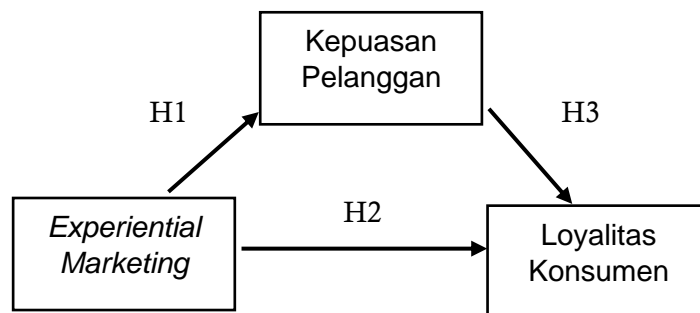 Kepuasan
Pelanggan
H1
H3
H2
Experiential
Marketing
Loyalitas
Konsumen